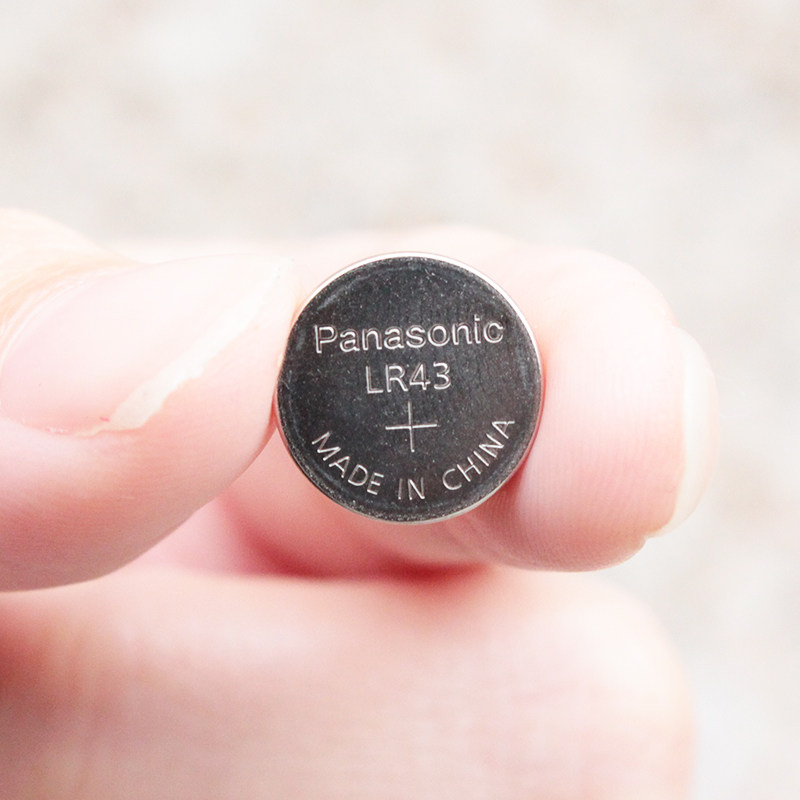 Panasonic
LR43
+
MADE IN CHINA